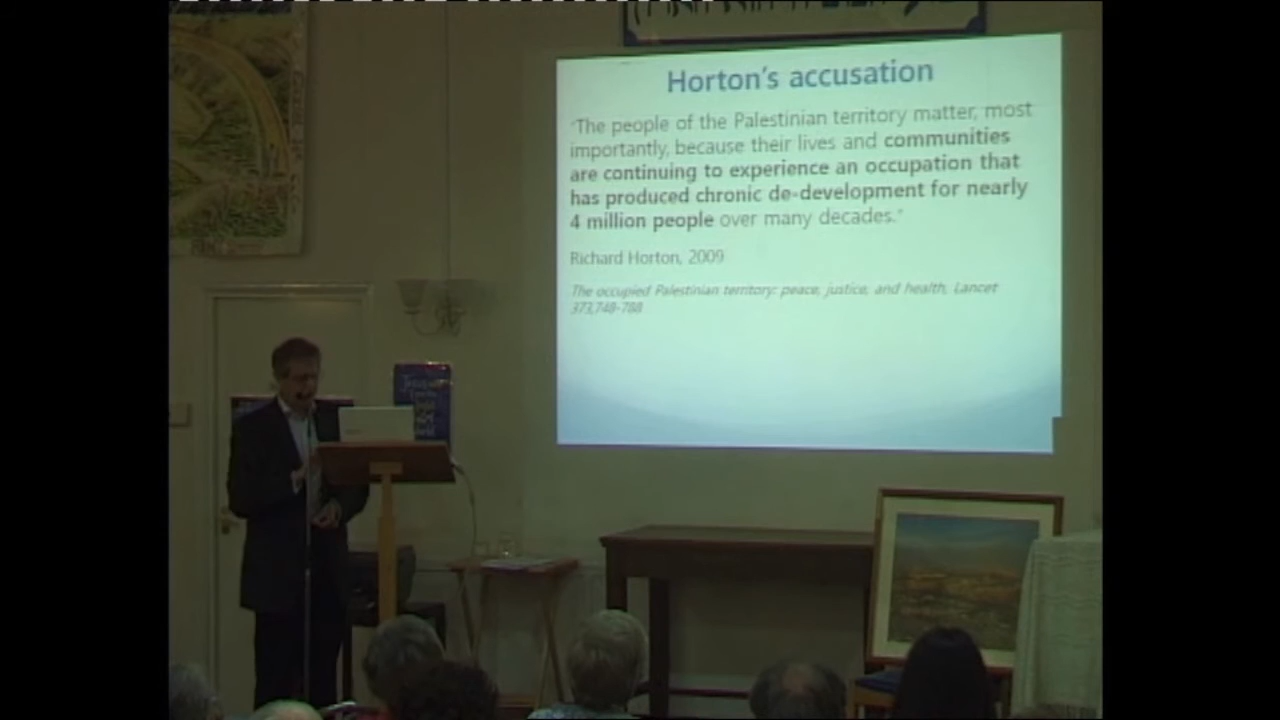 Horton's accusation
'The people of the Palestinian territory matter, most
importantly, because their lives and communities
are continuing to experience an occupation that
has produced chronic de-development for nearly
4 million people over many decades.'
Richard Horton, 2009
The occupied Palestinian territory: peace, justice, and health, Lancet
373,748-788